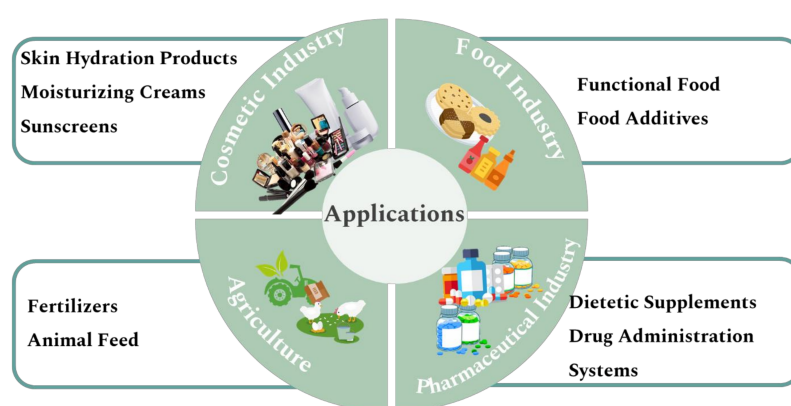 Cosmetic Industry
Skin Hydration Products
Moisturizing Creams
Sunscreens
Food Industry
Functional Food
Food Additives
Applications
Agriculture
Fertilizers
Animal Feed
Pharmaceutical Industry
Dietetic Supplements
Drug Administration
Systems